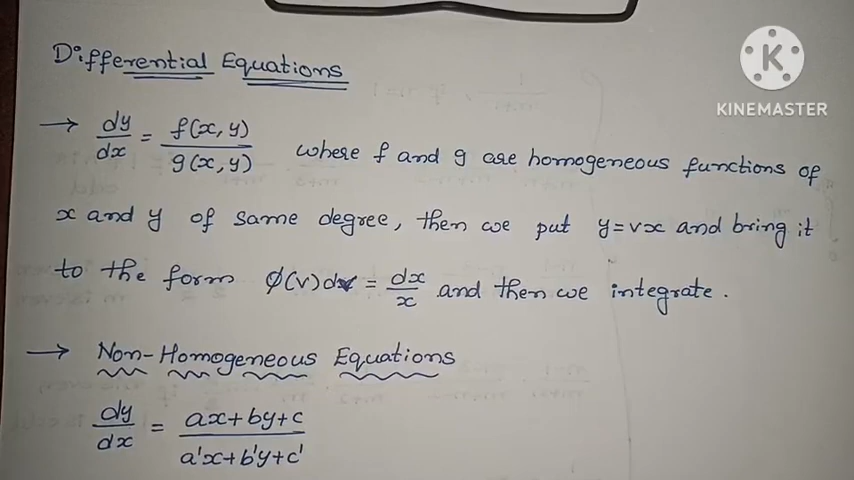 Differential Equations
K
KINEMASTER
→ dy/dx = f(x, y)/g(x, y) where f and g are homogeneous functions of
x and y of same degree, then we put y=vx and bring it
to the form ϕ(v)dv = dx/x and then we integrate.
→ Non-Homogeneous Equations
dy/dx = ax+by+c/a'x+b'y+c'